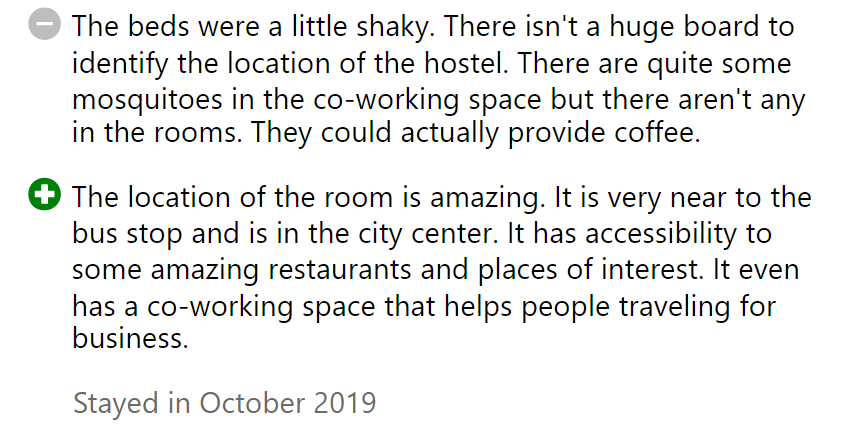 The beds were a little shaky. There isn't a huge board to
identify the location of the hostel. There are quite some
mosquitoes in the co-working space but there aren't any
in the rooms. They could actually provide coffee.
The location of the room is amazing. It is very near to the
bus stop and is in the city center. It has accessibility to
some amazing restaurants and places of interest. It even
has a co-working space that helps people traveling for
business.
Stayed in October 2019